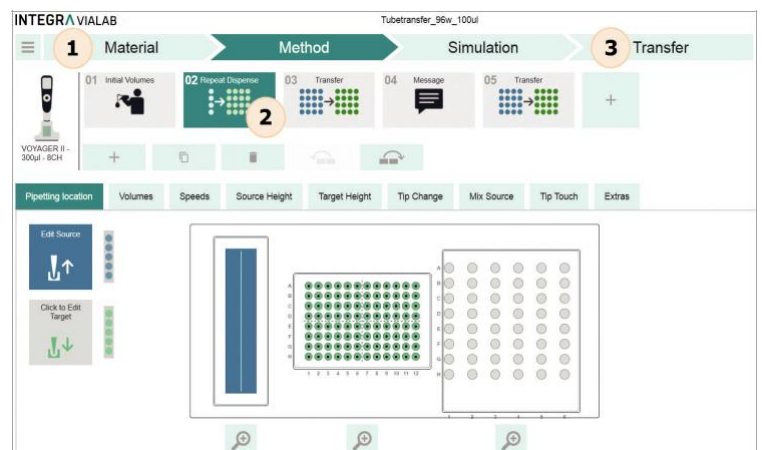 INTEGRA VIALAB
Tubetransfer_96w_100ul
1 Material
Method
Simulation
3 Transfer
01 Initial Volumes
02 Repeat Dispense
2
03 Transfer
04 Message
05 Transfer
+
VOYAGER II -
300µl - 8CH
+
Pipetting location
Volumes
Speeds
Source Height
Target Height
Tip Change
Mix Source
Tip Touch
Extras
Edit Source
Click to Edit
Target
A
B
C
D
E
F
G
H
1 2 3 4 5 6 7 8 9 10 11 12
A
B
C
D
E
F
G
H
1 2 3 4 5 6